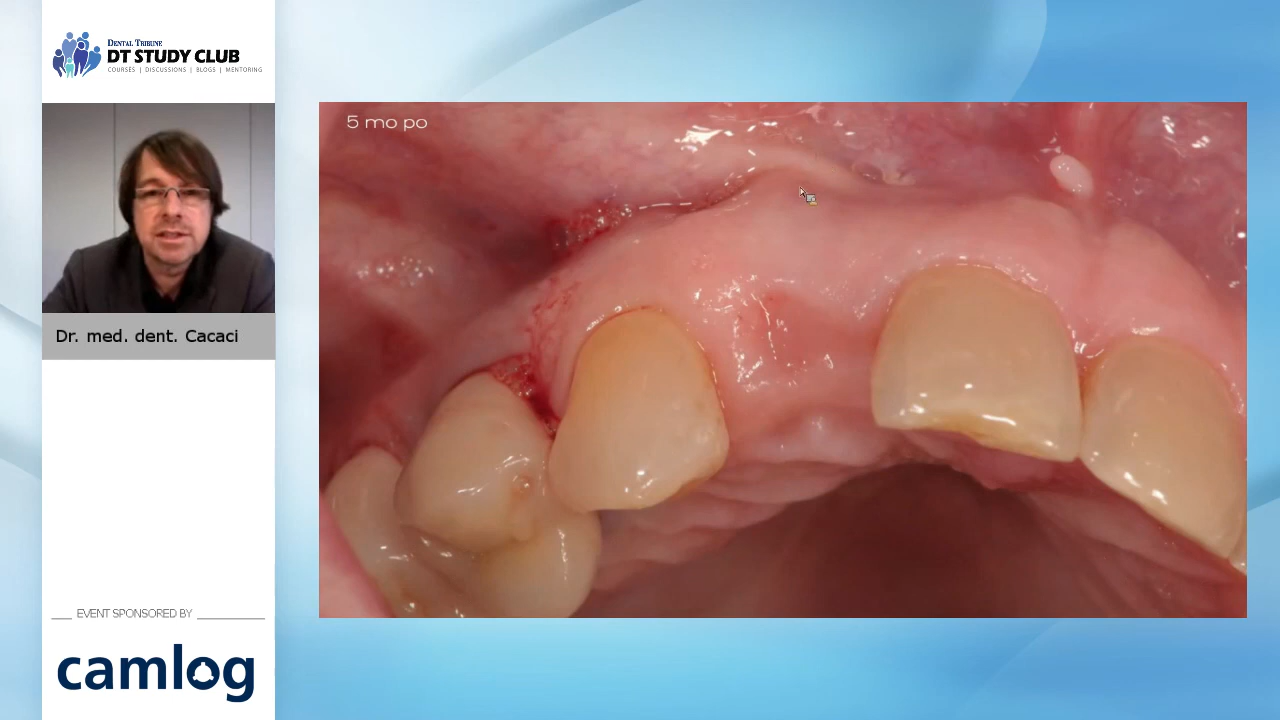 DENTAL TRIBUNE
DT STUDY CLUB
COURSES | DISCUSSIONS | BLOGS | MENTORING
5 mo po
Dr. med. dent. Cacaci
EVENT SPONSORED BY
camlog